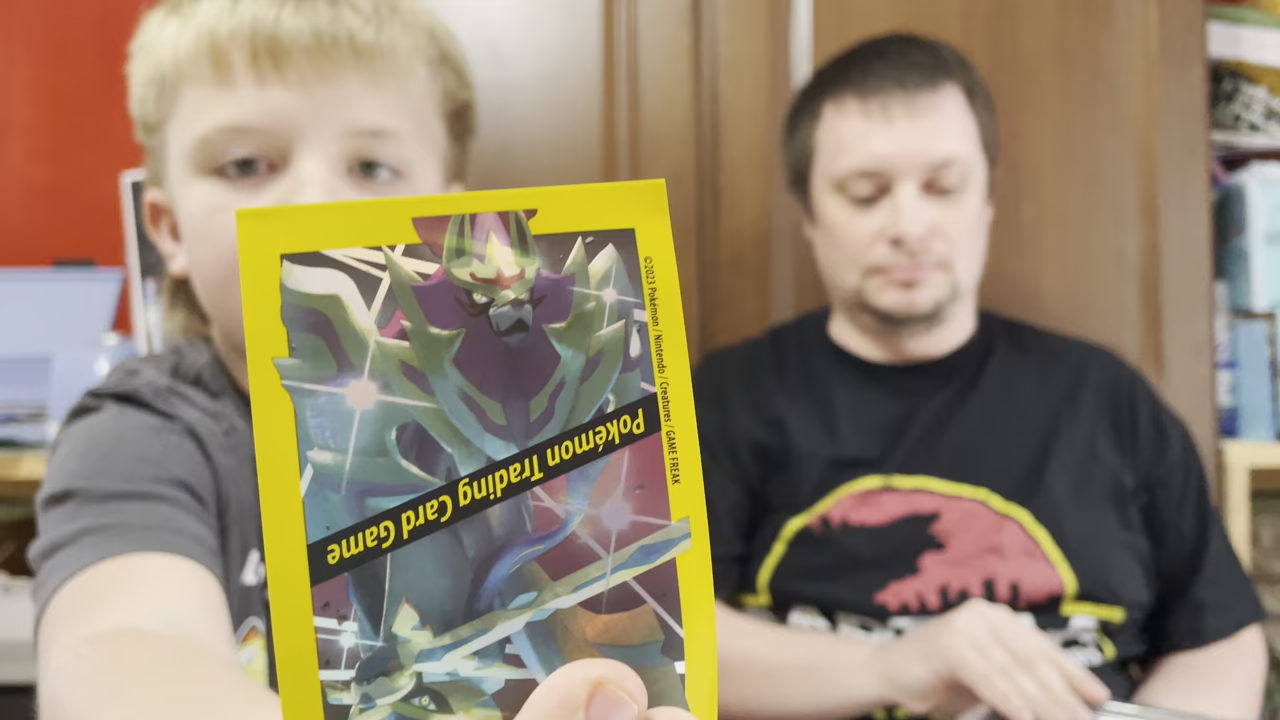 ©2023 Pokémon / Nintendo / Creatures / GAME FREAK
Pokémon Trading Card Game